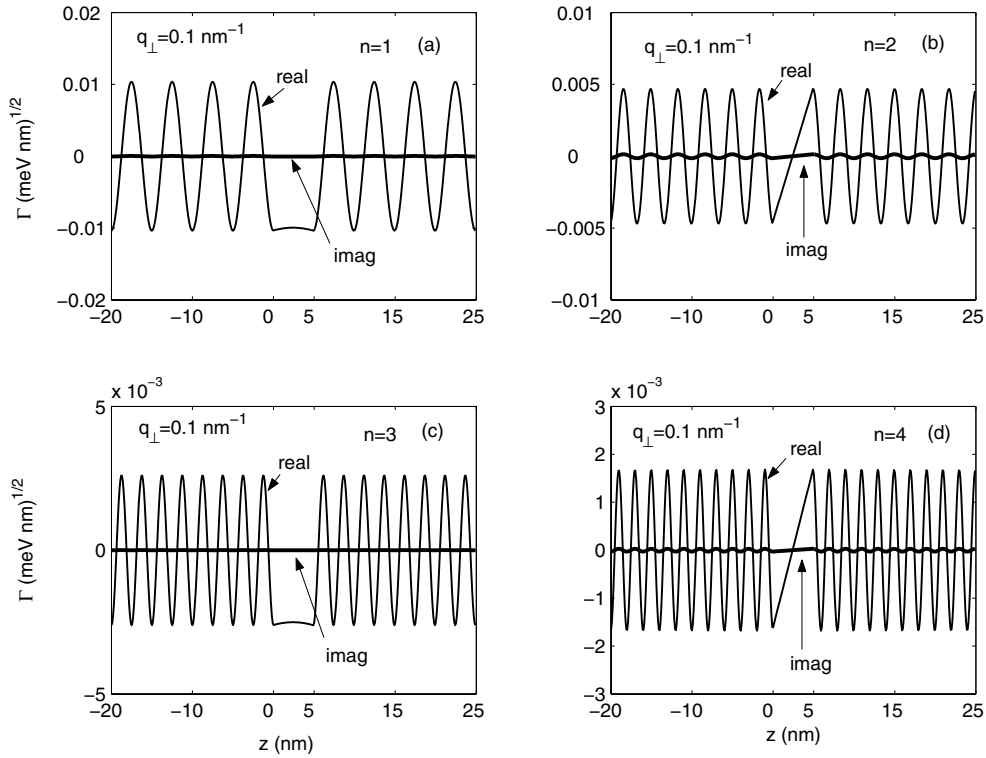 0.02
0.01
0
−0.01
−0.02
Γ (meV nm)1/2
q⊥=0.1 nm−1
n=1
(a)
real
imag
−20
−10
0
5
15
25
0.01
0.005
0
−0.005
−0.01
q⊥=0.1 nm−1
n=2
(b)
real
imag
−20
−10
0
5
15
25
x 10−3
5
0
−5
Γ (meV nm)1/2
q⊥=0.1 nm−1
n=3
(c)
real
imag
−20
−10
0
5
15
25
z (nm)
x 10−3
3
2
1
0
−1
−2
−3
q⊥=0.1 nm−1
n=4
(d)
real
imag
−20
−10
0
5
15
25
z (nm)